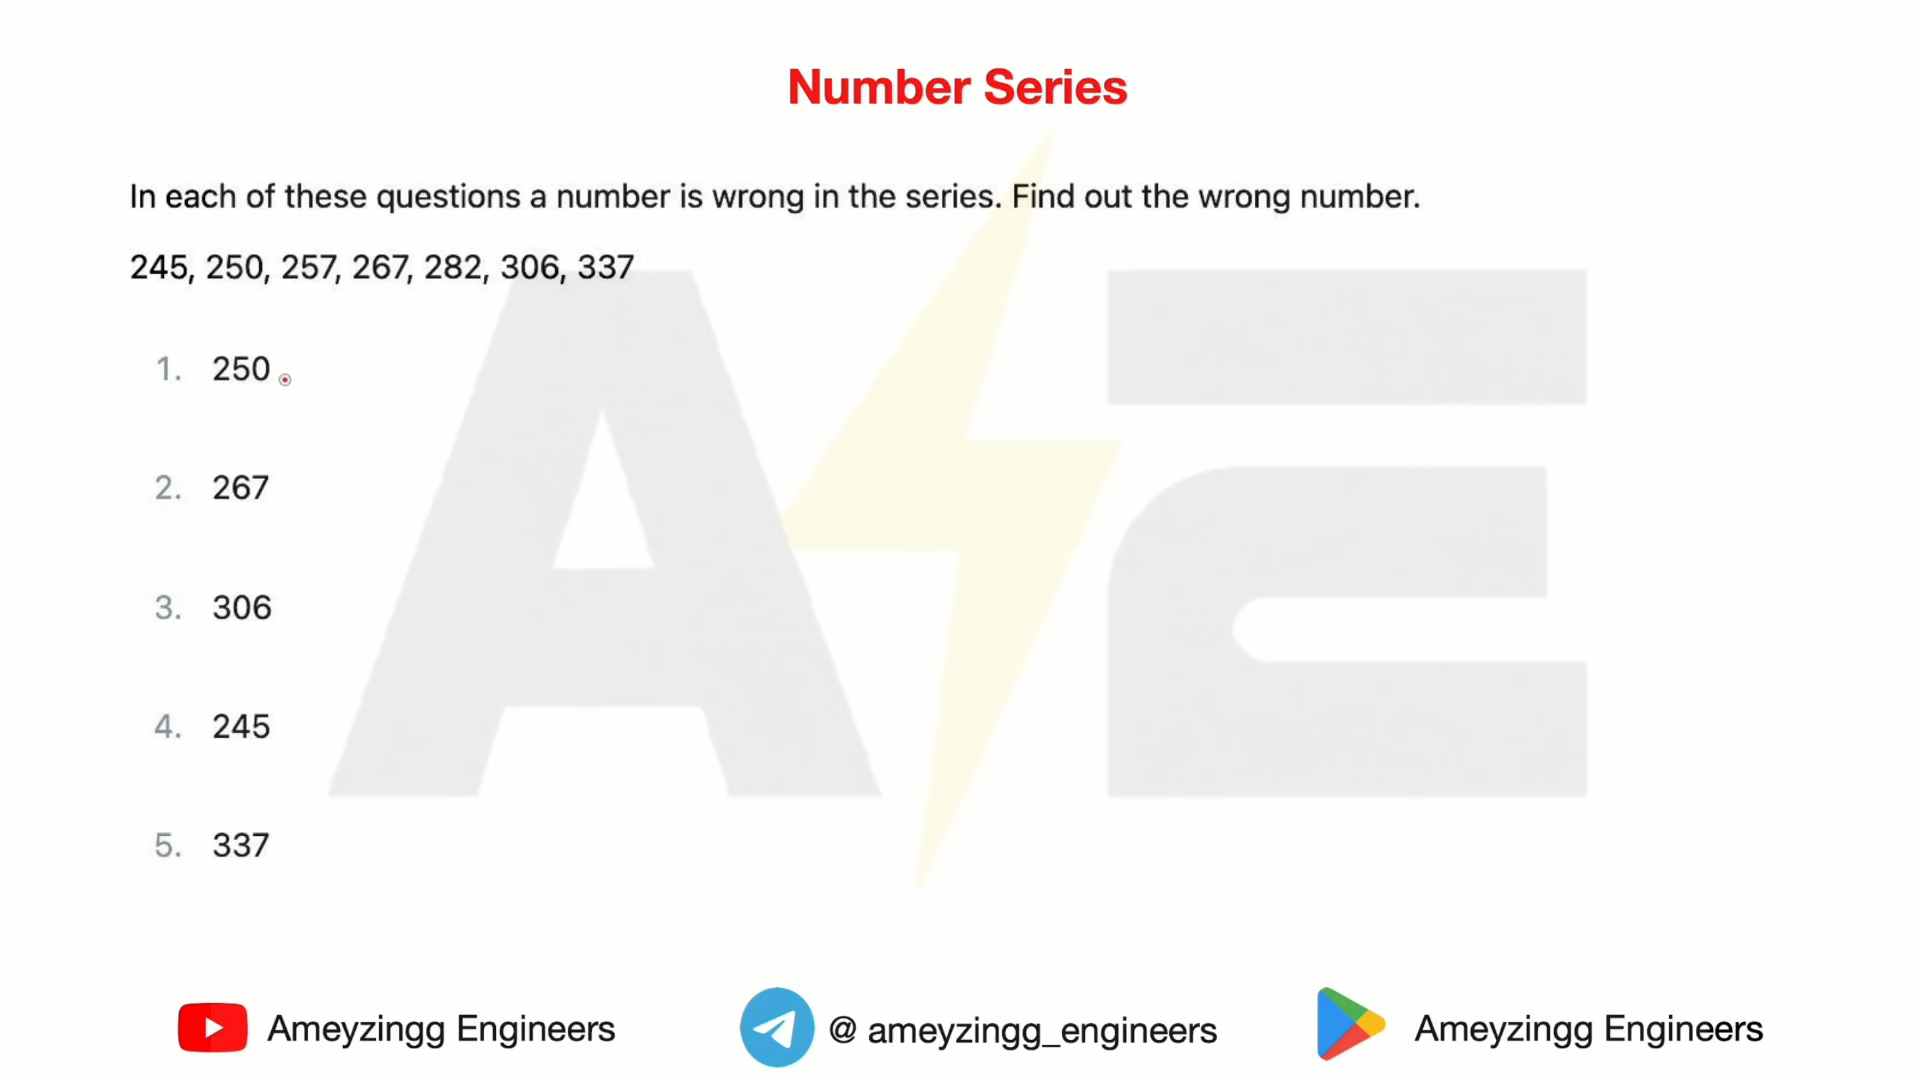 Number Series
In each of these questions a number is wrong in the series. Find out the wrong number.
245, 250, 257, 267, 282, 306, 337
1. 250
2. 267
3. 306
4. 245
5. 337
AE
Ameyzingg Engineers
@ ameyzingg_engineers
Ameyzingg Engineers